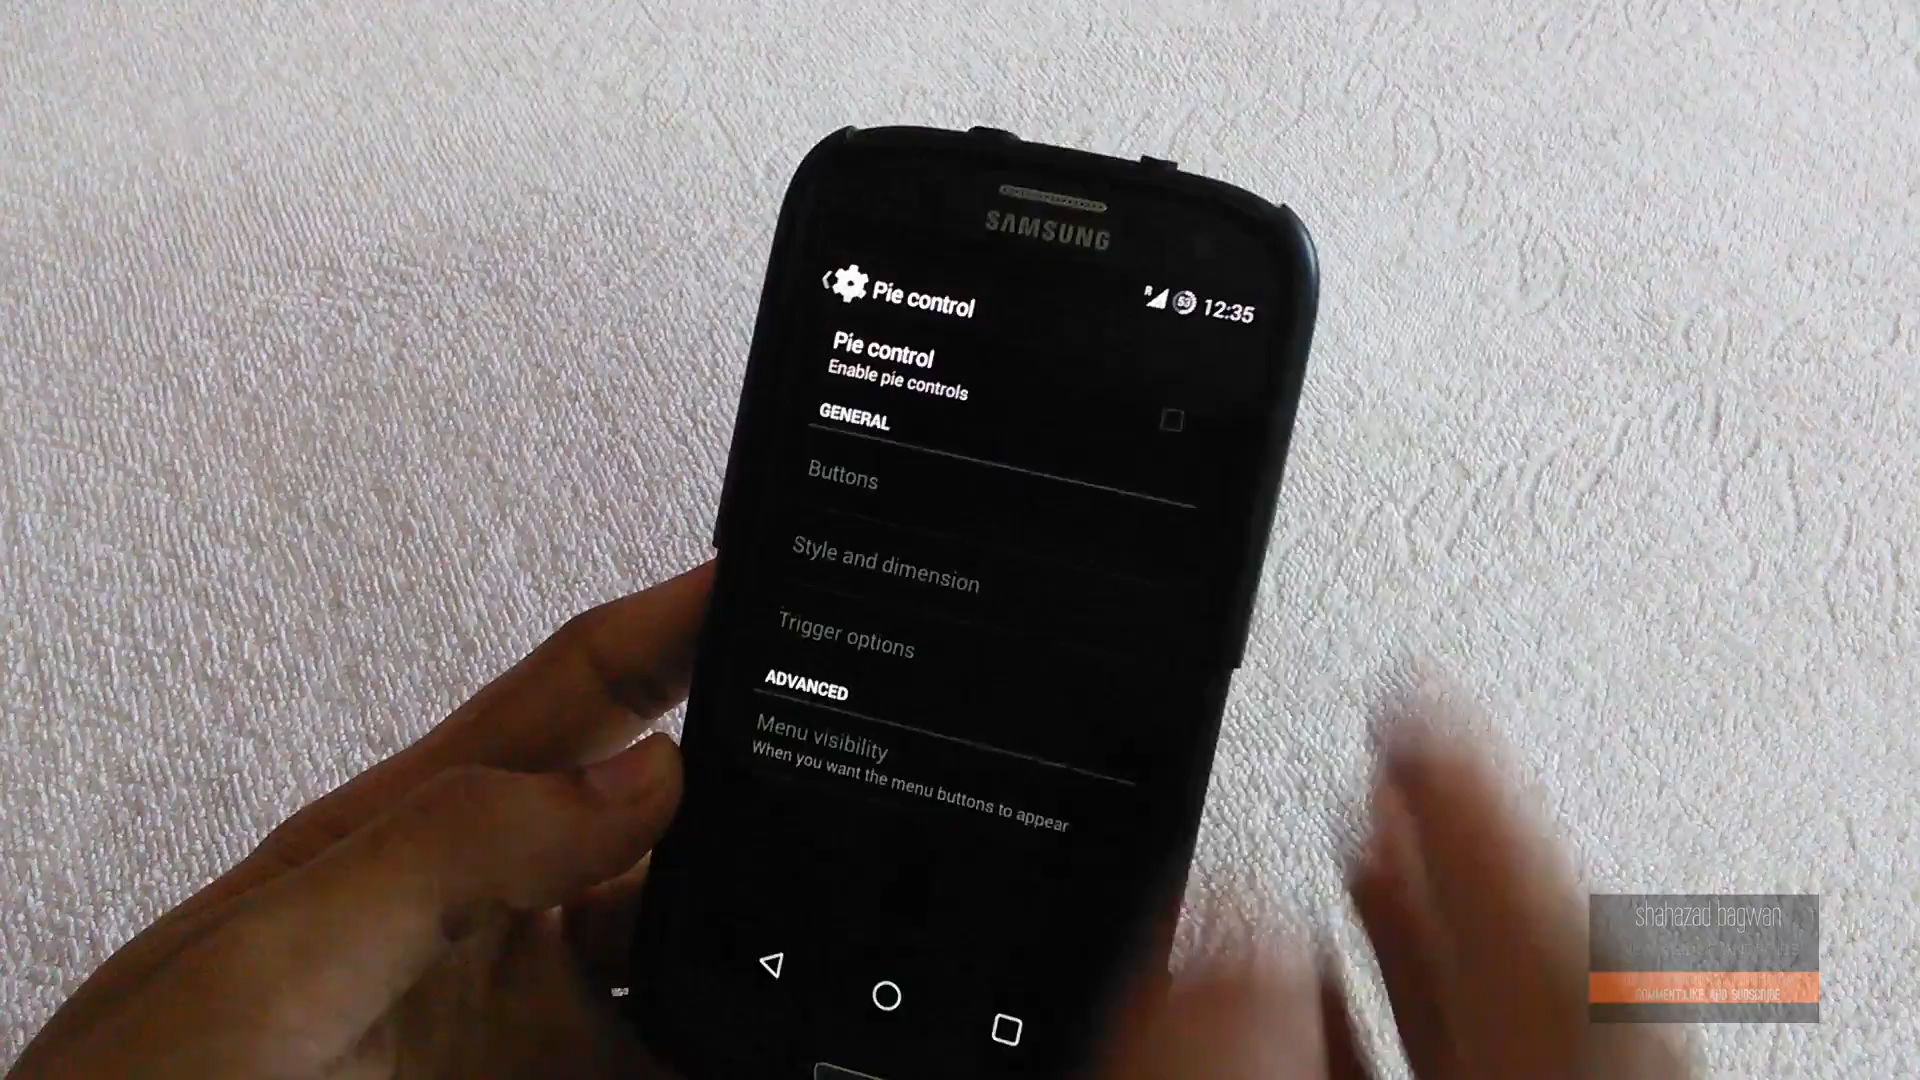 SAMSUNG
Pie control
R
53
12:35
Pie control
Enable pie controls
GENERAL
Buttons
Style and dimension
Trigger options
ADVANCED
Menu visibility
When you want the menu buttons to appear
shahazad bagwan
COMMENT,LIKE AND SUBSCRIBE